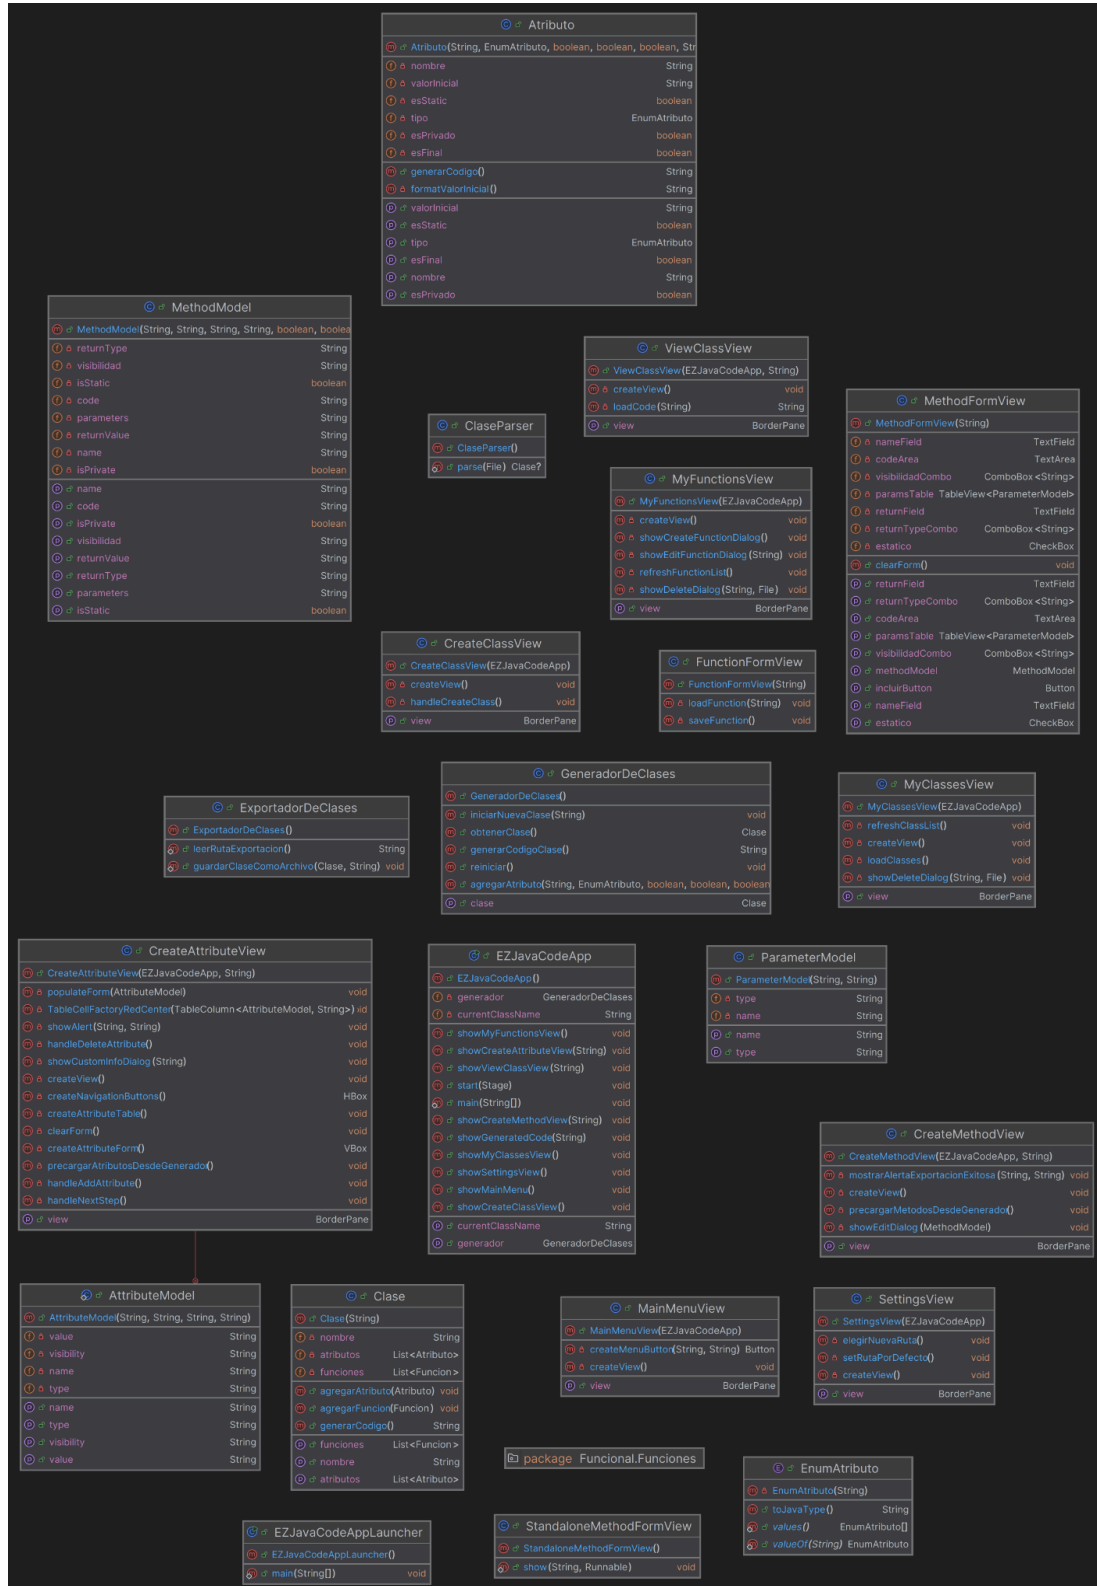 Atributo
Atributo(String, EnumAtributo, boolean, boolean, boolean, Str
nombre String
valorInicial String
esStatic boolean
tipo EnumAtributo
esPrivado boolean
esFinal boolean
generarCodigo() String
formatValorInicial() String
valorInicial String
esStatic boolean
tipo EnumAtributo
esFinal boolean
nombre String
esPrivado boolean
MethodModel
MethodModel(String, String, String, String, boolean, boolea
returnType String
visibilidad String
isStatic boolean
code String
parameters String
returnValue String
name String
isPrivate boolean
name String
code String
isPrivate boolean
visibilidad String
returnValue String
returnType String
parameters String
isStatic boolean
ViewClassView
ViewClassView(EZJavaCodeApp, String)
createView() void
loadCode(String) String
view BorderPane
ClaseParser
ClaseParser()
parse(File) Clase?
MethodFormView
MethodFormView(String)
nameField TextField
codeArea TextArea
visibilidadCombo ComboBox<String>
paramsTable TableView<ParameterModel>
returnField TextField
returnTypeCombo ComboBox<String>
estatico CheckBox
clearForm() void
returnField TextField
returnTypeCombo ComboBox<String>
codeArea TextArea
paramsTable TableView<ParameterModel>
visibilidadCombo ComboBox<String>
methodModel MethodModel
incluirButton Button
nameField TextField
estatico CheckBox
MyFunctionsView
MyFunctionsView(EZJavaCodeApp)
createView() void
showCreateFunctionDialog() void
showEditFunctionDialog(String) void
refreshFunctionList() void
showDeleteDialog(String, File) void
view BorderPane
CreateClassView
CreateClassView(EZJavaCodeApp)
createView() void
handleCreateClass() void
view BorderPane
FunctionFormView
FunctionFormView(String)
loadFunction(String) void
saveFunction() void
GeneradorDeClases
GeneradorDeClases()
iniciarNuevaClase(String) void
obtenerClase() Clase
generarCodigoClase() String
reiniciar() void
agregarAtributo(String, EnumAtributo, boolean, boolean, boolean
clase Clase
MyClassesView
MyClassesView(EZJavaCodeApp)
refreshClassList() void
createView() void
loadClasses() void
showDeleteDialog(String, File) void
view BorderPane
ExportadorDeClases
ExportadorDeClases()
leerRutaExportacion() String
guardarClaseComoArchivo(Clase, String) void
CreateAttributeView
CreateAttributeView(EZJavaCodeApp, String)
populateForm(AttributeModel) void
TableCellFactoryRedCenter(TableColumn<AttributeModel, String>) id
showAlert(String, String) void
handleDeleteAttribute() void
showCustomInfoDialog(String) void
createView() void
createNavigationButtons() HBox
createAttributeTable() void
clearForm() void
createAttributeForm() VBox
precargarAtributosDesdeGenerador() void
handleAddAttribute() void
handleNextStep() void
view BorderPane
EZJavaCodeApp
EZJavaCodeApp()
generador GeneradorDeClases
currentClassName String
showMyFunctionsView() void
showCreateAttributeView(String) void
showViewClassView(String) void
start(Stage) void
main(String[]) void
showCreateMethodView(String) void
showGeneratedCode(String) void
showMyClassesView() void
showSettingsView() void
showMainMenu() void
showCreateClassView() void
currentClassName String
generador GeneradorDeClases
ParameterModel
ParameterModel(String, String)
type String
name String
name String
type String
CreateMethodView
CreateMethodView(EZJavaCodeApp, String)
mostrarAlertaExportacionExitosa(String, String) void
createView() void
precargarMetodosDesdeGenerador() void
showEditDialog(MethodModel) void
view BorderPane
AttributeModel
AttributeModel(String, String, String, String)
value String
visibility String
name String
type String
name String
type String
visibility String
value String
Clase
Clase(String)
nombre String
atributos List<Atributo>
funciones List<Funcion>
agregarAtributo(Atributo) void
agregarFuncion(Funcion) void
generarCodigo() String
funciones List<Funcion>
nombre String
atributos List<Atributo>
MainMenuView
MainMenuView(EZJavaCodeApp)
createMenuButton(String, String) Button
createView() void
view BorderPane
SettingsView
SettingsView(EZJavaCodeApp)
elegirNuevaRuta() void
setRutaPorDefecto() void
createView() void
view BorderPane
package Funcional.Funciones
EnumAtributo
EnumAtributo(String)
toJavaType() String
values() EnumAtributo[]
valueOf(String) EnumAtributo
EZJavaCodeAppLauncher
EZJavaCodeAppLauncher()
main(String[]) void
StandaloneMethodFormView
StandaloneMethodFormView()
show(String, Runnable) void